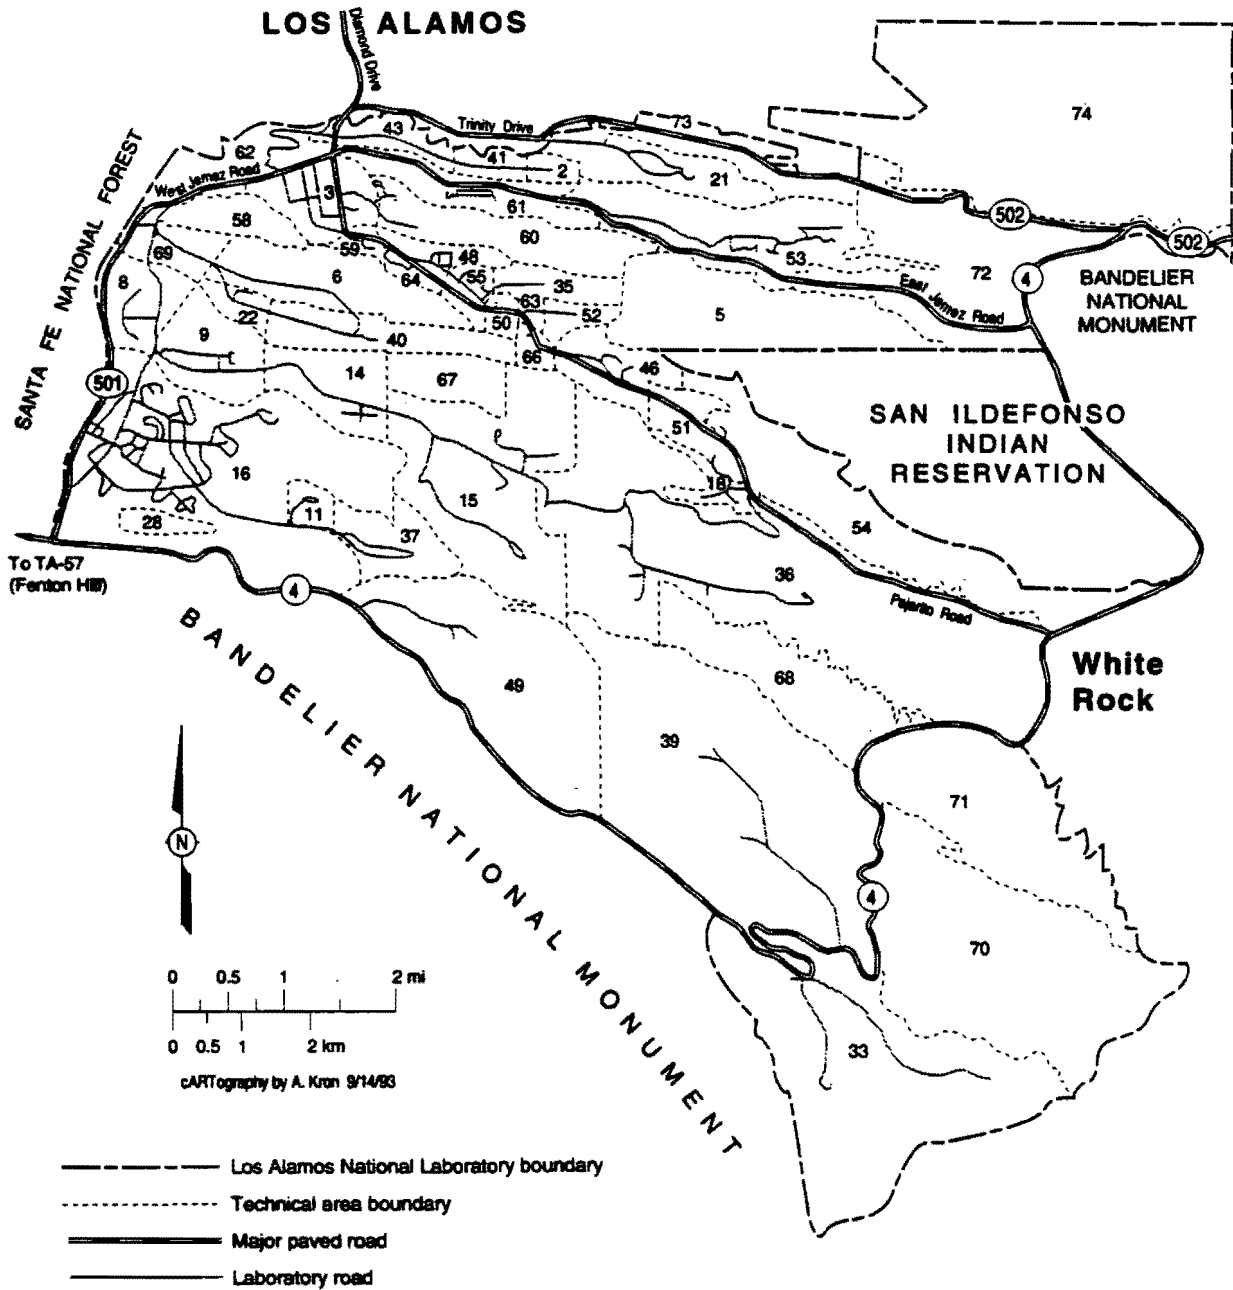 LOS ALAMOS
Diamond Drive
74
43
Trinity Drive
73
62
41
2
21
West Jemez Road
3
61
502
502
58
59
60
53
72
SANTA FE NATIONAL FOREST
69
48
8
6
64
55
35
4
BANDELIER
NATIONAL
MONUMENT
63
52
5
East Jemez Road
22
50
9
40
66
46
501
14
67
SAN ILDEFONSO
INDIAN
RESERVATION
51
16
18
15
11
28
37
54
To TA-57
(Fenton Hill)
36
4
Pajarito Road
BANDELIER NATIONAL MONUMENT
White
Rock
68
49
39
71
N
4
70
0 0.5 1 2 mi
0 0.5 1 2 km
33
cARTography by A. Kron 9/14/93
Los Alamos National Laboratory boundary
Technical area boundary
Major paved road
Laboratory road